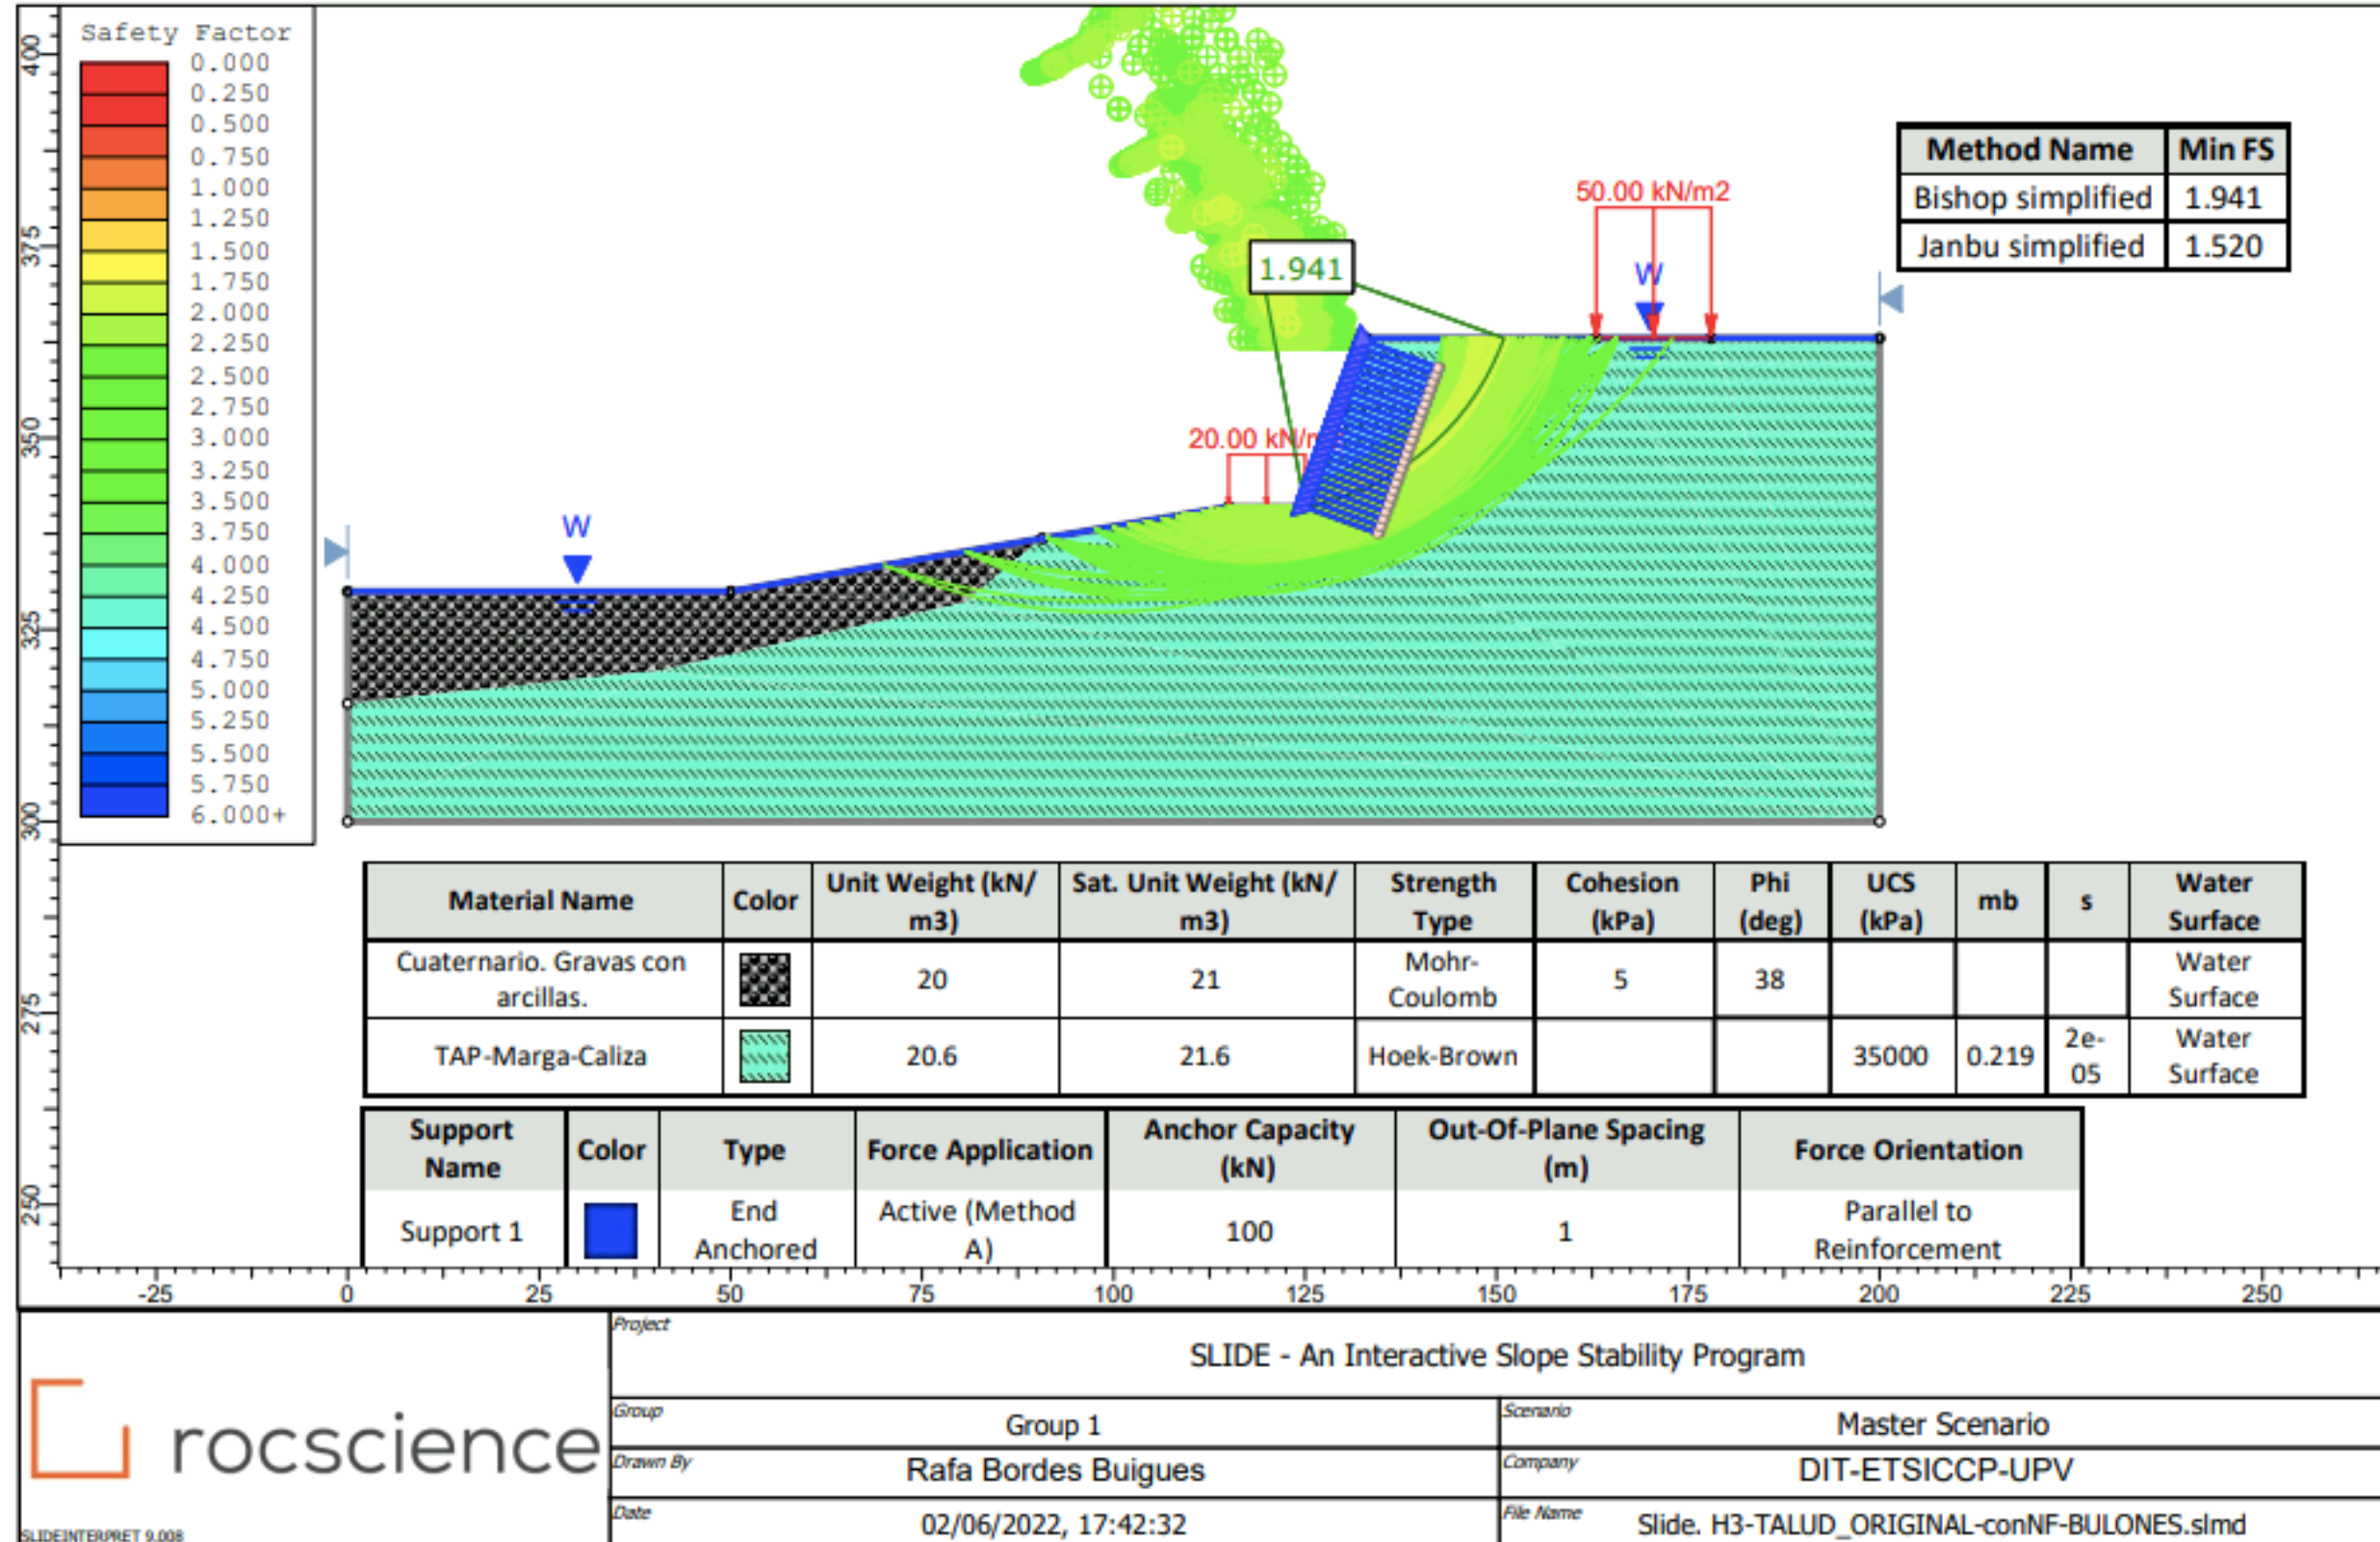 Safety Factor
0.000
0.250
0.500
0.750
1.000
1.250
1.500
1.750
2.000
2.250
2.500
2.750
3.000
3.250
3.500
3.750
4.000
4.250
4.500
4.750
5.000
5.250
5.500
5.750
6.000+
400
375
350
325
300
275
250
Method Name Min FS
Bishop simplified 1.941
Janbu simplified 1.520
50.00 kN/m2
W
1.941
20.00 kN/m
W
Material Name Color Unit Weight (kN/ m3) Sat. Unit Weight (kN/ m3) Strength Type Cohesion (kPa) Phi (deg) UCS (kPa) mb s Water Surface
Cuaternario. Gravas con arcillas. 20 21 Mohr-Coulomb 5 38 Water Surface
TAP-Marga-Caliza 20.6 21.6 Hoek-Brown 35000 0.219 2e-05 Water Surface
Support Name Color Type Force Application Anchor Capacity (kN) Out-Of-Plane Spacing (m) Force Orientation
Support 1 End Anchored Active (Method A) 100 1 Parallel to Reinforcement
-25 0 25 50 75 100 125 150 175 200 225 250
rocscience
SLIDEINTERPRET 9.008
Project
SLIDE - An Interactive Slope Stability Program
Group Group 1 Scenario Master Scenario
Drawn By Rafa Bordes Buigues Company DIT-ETSICCP-UPV
Date 02/06/2022, 17:42:32 File Name Slide. H3-TALUD_ORIGINAL-conNF-BULONES.slmd